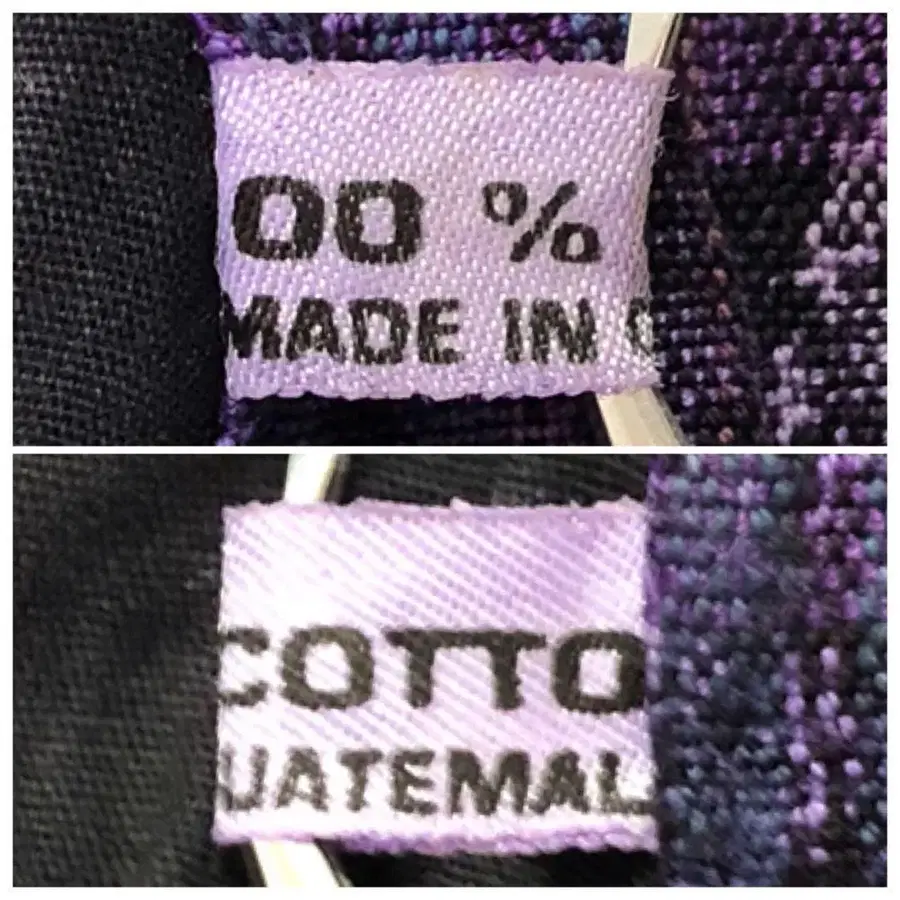 00 %
MADE IN G
COTTO
UATEMAL